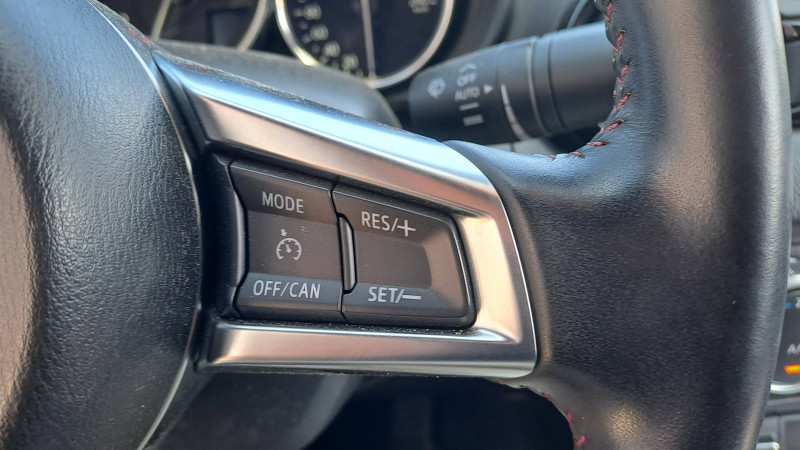 OFF
AUTO
MODE
RES/+
OFF/CAN
SET/—